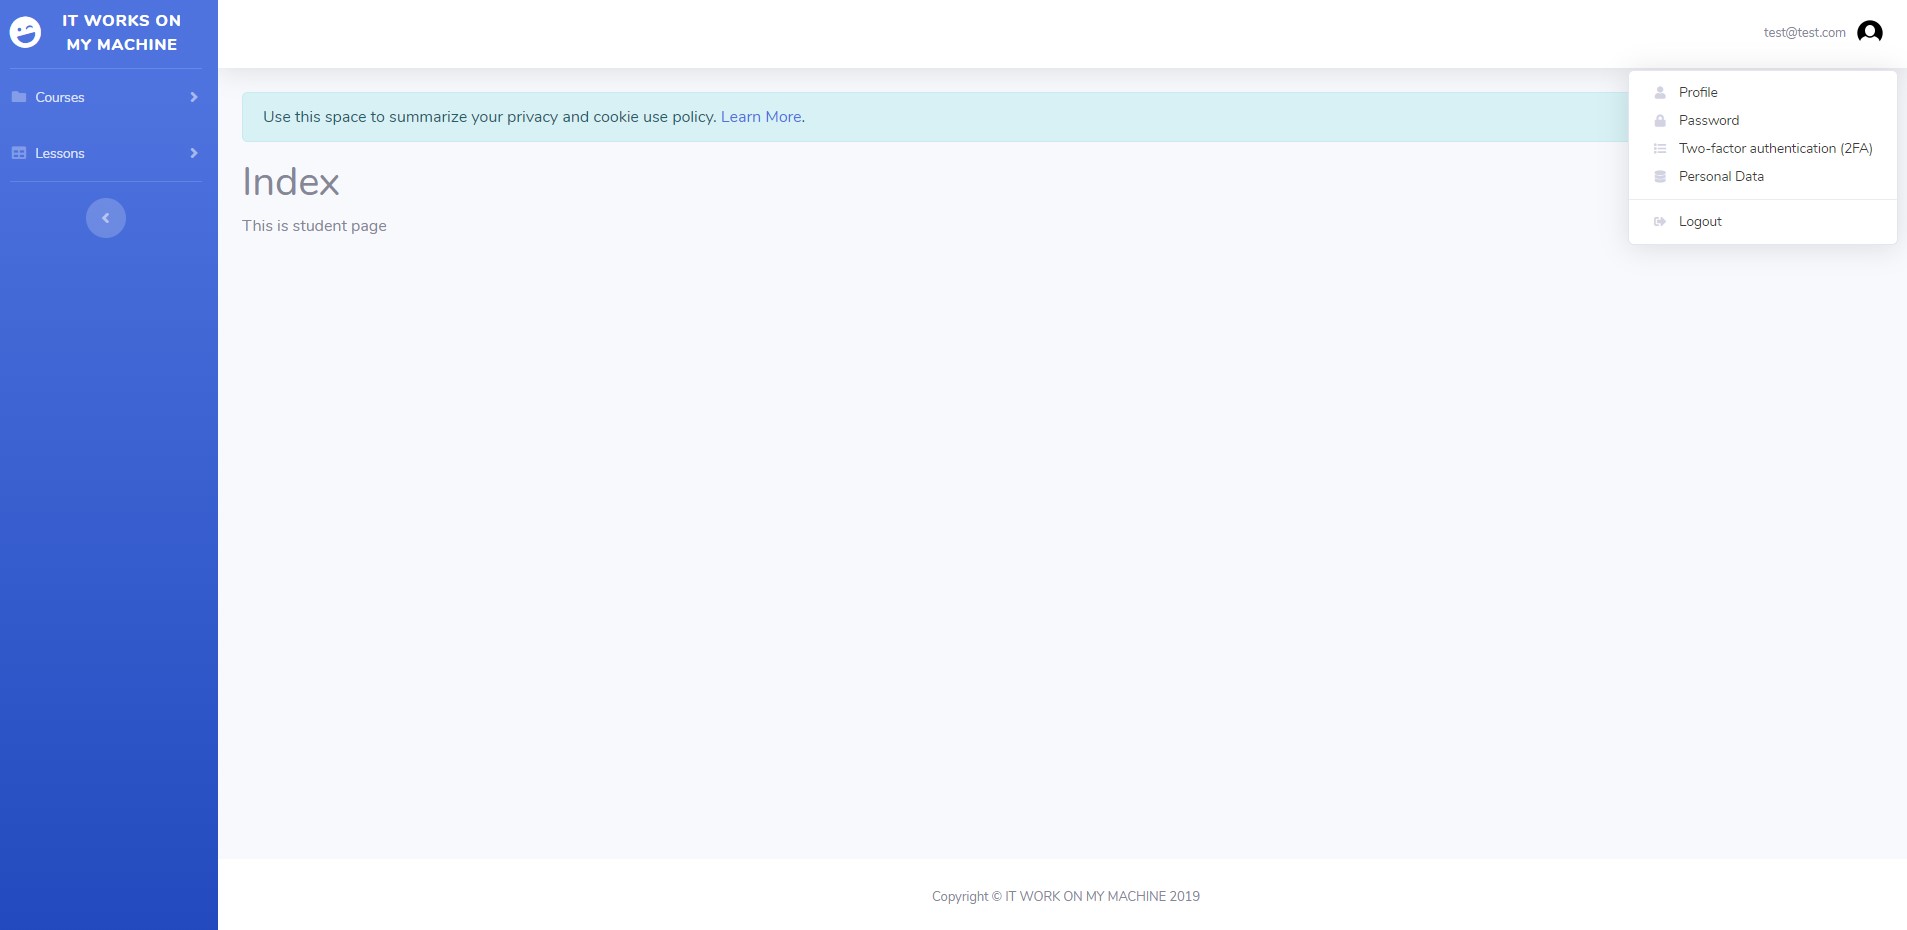 IT WORKS ON
MY MACHINE
test@test.com
Courses
Lessons
Profile
Password
Two-factor authentication (2FA)
Personal Data
Logout
Use this space to summarize your privacy and cookie use policy. Learn More.
Index
This is student page
Copyright © IT WORK ON MY MACHINE 2019